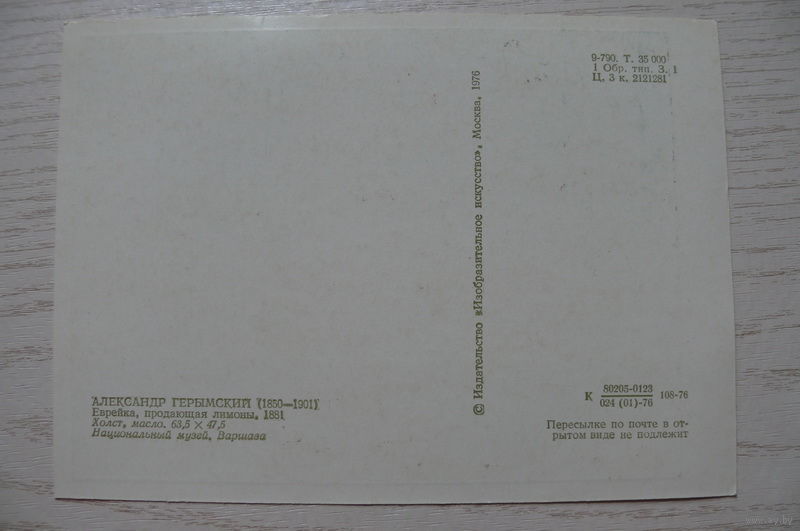 АЛЕКСАНДР ГЕРЫМСКИЙ (1850—1901)
Еврейка, продающая лимоны, 1881
Холст, масло. 63,5 × 47,5
Национальный музей, Варшава
© Издательство «Изобразительное искусство», Москва, 1976
9-790. Т. 35 000
1 Обр. тип. З. 1
Ц. 3 к. 2121281
К 80205-0123 108-76
024 (01)-76
Пересылке по почте в от-
рытом виде не подлежит